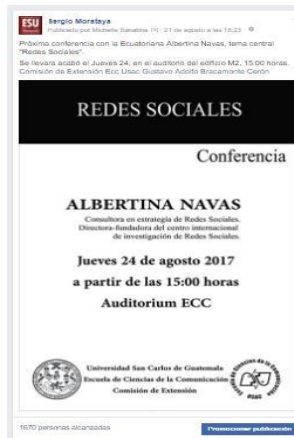 ESU
Sergio Morataya
Publicado por Michelle Sanabria [?] · 21 de agosto a las 18:23
Próxima conferencia con la Ecuatoriana Albertina Navas, tema central
"Redes Sociales".
Se llevara acabó el Jueves 24, en el auditorio del edificio M2, 15:00 horas.
Comisión de Extensión Ecc Usac Gustavo Adolfo Bracamonte Cerón
REDES SOCIALES
Conferencia
ALBERTINA NAVAS
Consultora en estrategia de Redes Sociales.
Directora-fundadora del centro internacional
de investigación de Redes Sociales.
Jueves 24 de agosto 2017
a partir de las 15:00 horas
Auditorium ECC
Universidad San Carlos de Guatemala
Escuela de Ciencias de la Comunicación
Comisión de Extensión
1670 personas alcanzadas
Promocionar publicación